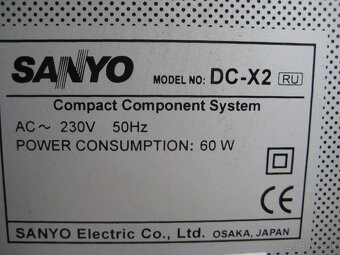 SANYO MODEL NO: DC-X2 RU
Compact Component System
AC~ 230V 50Hz
POWER CONSUMPTION: 60 W
CE
SANYO Electric Co., Ltd. OSAKA, JAPAN